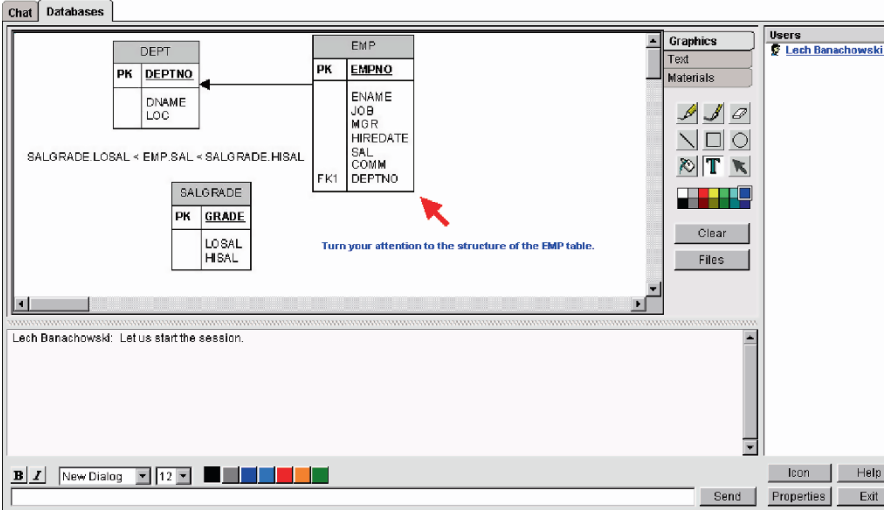 Chat Databases
DEPT
PK DEPTNO
DNAME
LOC
EMP
PK EMPNO
ENAME
JOB
MGR
HIREDATE
SAL
COMM
FK1 DEPTNO
SALGRADE.LOSAL < EMP.SAL < SALGRADE.HISAL
SALGRADE
PK GRADE
LOSAL
HISAL
Turn your attention to the structure of the EMP table.
Graphics
Text
Materials
T
Clear
Files
Users
Lech Banachowski
Lech Banachowski: Let us start the session.
B I New Dialog 12
Send
Icon Help
Properties Exit